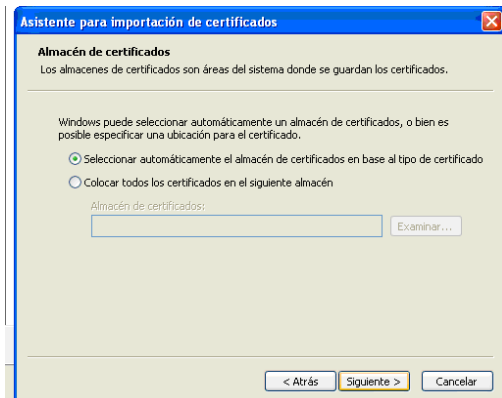 Asistente para importación de certificados
Almacén de certificados
Los almacenes de certificados son áreas del sistema donde se guardan los certificados.
Windows puede seleccionar automáticamente un almacén de certificados, o bien es
posible especificar una ubicación para el certificado.
Seleccionar automáticamente el almacén de certificados en base al tipo de certificado
Colocar todos los certificados en el siguiente almacén
Almacén de certificados:
Examinar...
< Atrás
Siguiente >
Cancelar